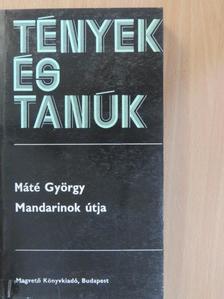 TÉNYEK
ÉS
TANÚK
Máté György
Mandarinok útja
Magvető Könyvkiadó, Budapest